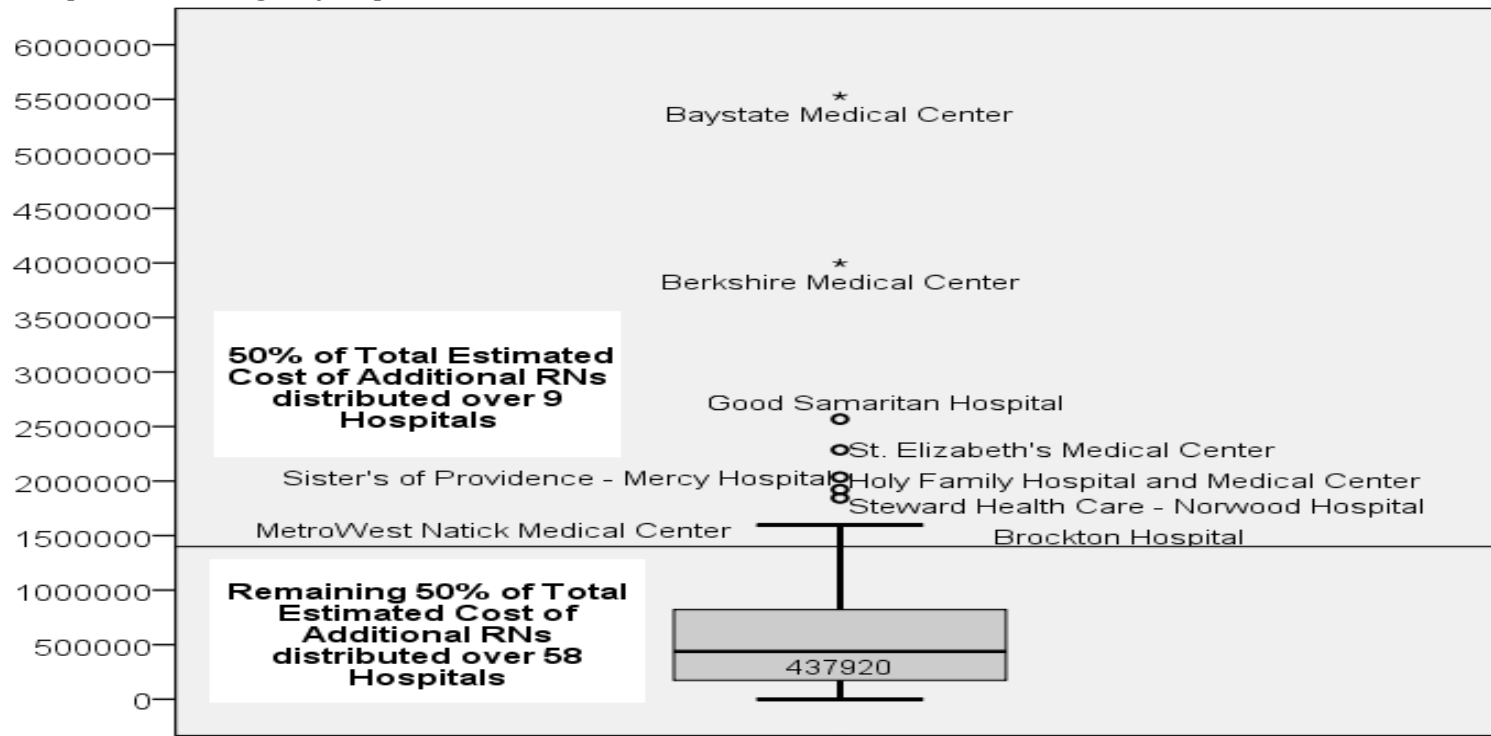 6000000
5500000
*
Baystate Medical Center
5000000
4500000
4000000
*
Berkshire Medical Center
3500000
50% of Total Estimated
Cost of Additional RNs
distributed over 9
Hospitals
3000000
Good Samaritan Hospital
2500000
St. Elizabeth's Medical Center
Sister's of Providence - Mercy Hospital
Holy Family Hospital and Medical Center
2000000
Steward Health Care - Norwood Hospital
MetroWest Natick Medical Center
Brockton Hospital
1500000
Remaining 50% of Total
Estimated Cost of
Additional RNs
distributed over 58
Hospitals
1000000
500000
437920
0